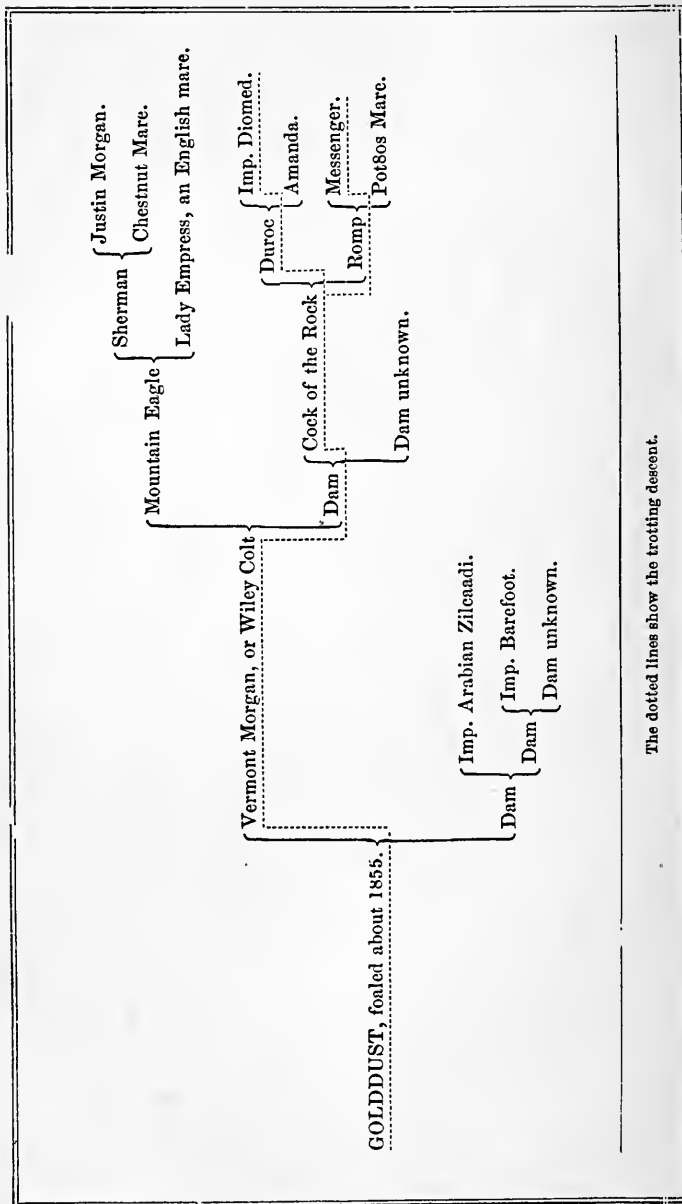 GOLDDUST, foaled about 1855.
Vermont Morgan, or Wiley Colt
Mountain Eagle
Sherman
Justin Morgan.
Chestnut Mare.
Lady Empress, an English mare.
Dam
Cock of the Rock
Duroc
Imp. Diomed.
Amanda.
Romp
Messenger.
Pot8os Mare.
Dam unknown.
Dam
Imp. Arabian Zilcaadi.
Dam
Imp. Barefoot.
Dam unknown.
The dotted lines show the trotting descent.